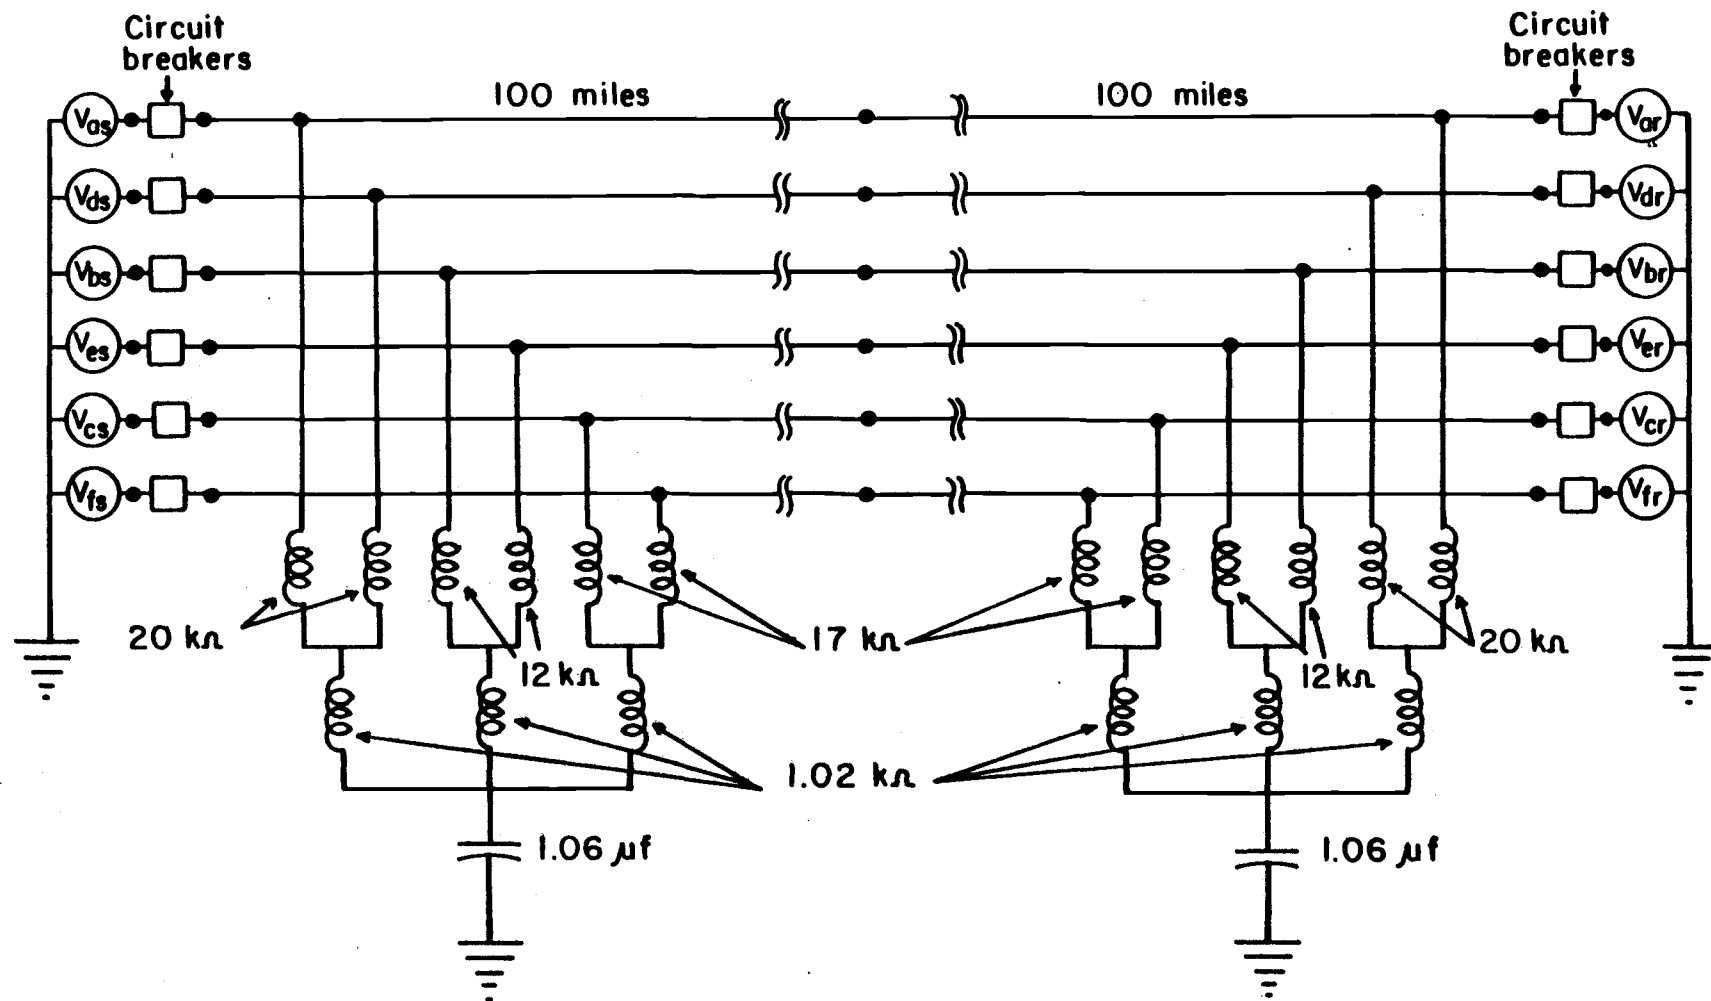 Circuit
breakers
Circuit
breakers
100 miles
100 miles
Vas
Var
Vds
Vdr
Vbs
Vbr
Ves
Ver
Vcs
Vcr
Vfs
Vfr
20 kΩ
12 kΩ
17 kΩ
12 kΩ
20 kΩ
1.02 kΩ
1.06 μf
1.06 μf